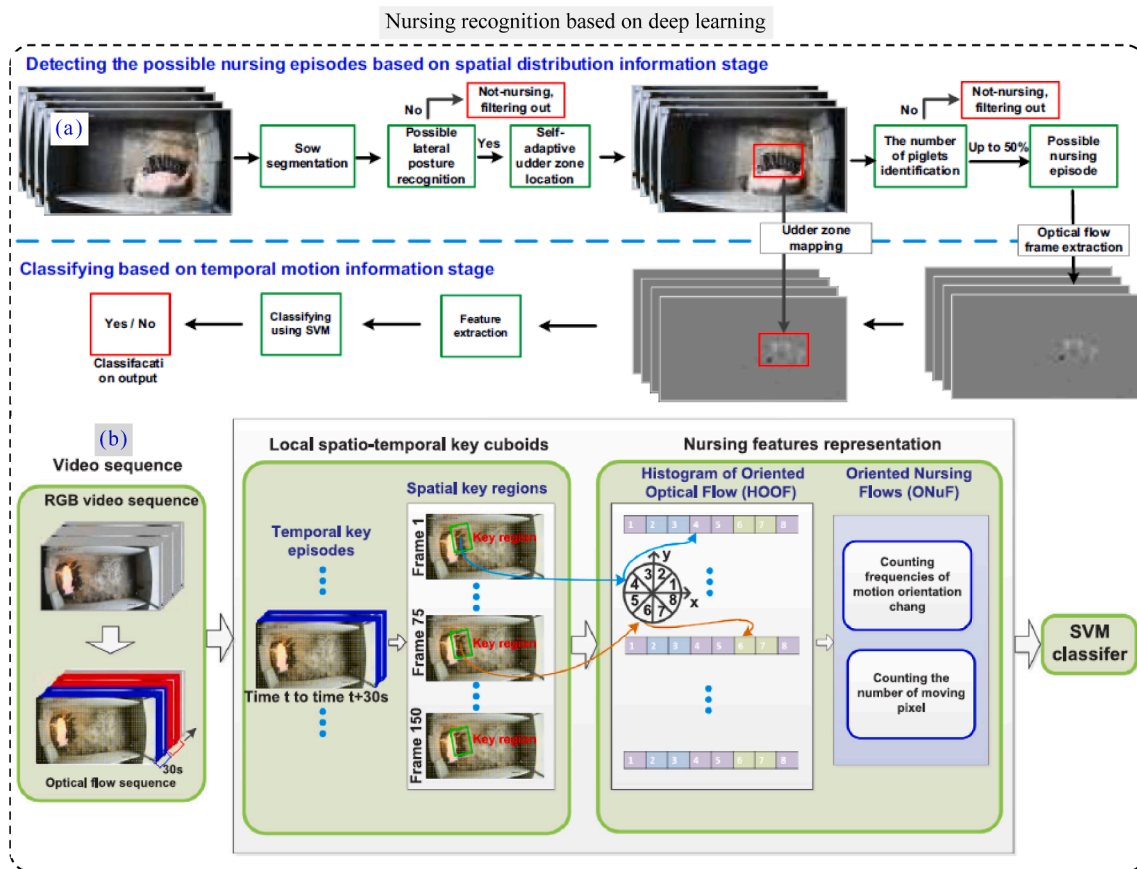 Nursing recognition based on deep learning
Detecting the possible nursing episodes based on spatial distribution information stage
(a)
Sow
segmentation
Possible
lateral
posture
recognition
No
Not-nursing,
filtering out
Yes
Self-
adaptive
udder zone
location
The number
of piglets
identification
No
Not-nursing,
filtering out
Up to 50%
Possible
nursing
episode
Udder zone
mapping
Optical flow
frame extraction
Classifying based on temporal motion information stage
Yes / No
Classifacati
on output
Classifying
using SVM
Feature
extraction
(b)
Video sequence
RGB video sequence
30s
Optical flow sequence
Local spatio-temporal key cuboids
Temporal key
episodes
Time t to time t+30s
Spatial key regions
Frame 1
Key region
Frame 75
Key region
Frame 150
Key region
Nursing features representation
Histogram of Oriented
Optical Flow (HOOF)
1 2 3 4 5 6 7 8
y
3 2
4 1
5 8
6 7
x
1 2 3 4 5 6 7 8
1 2 3 4 5 6 7 8
Oriented Nursing
Flows (ONuF)
Counting
frequencies of
motion orientation
chang
Counting the
number of moving
pixel
SVM
classifer